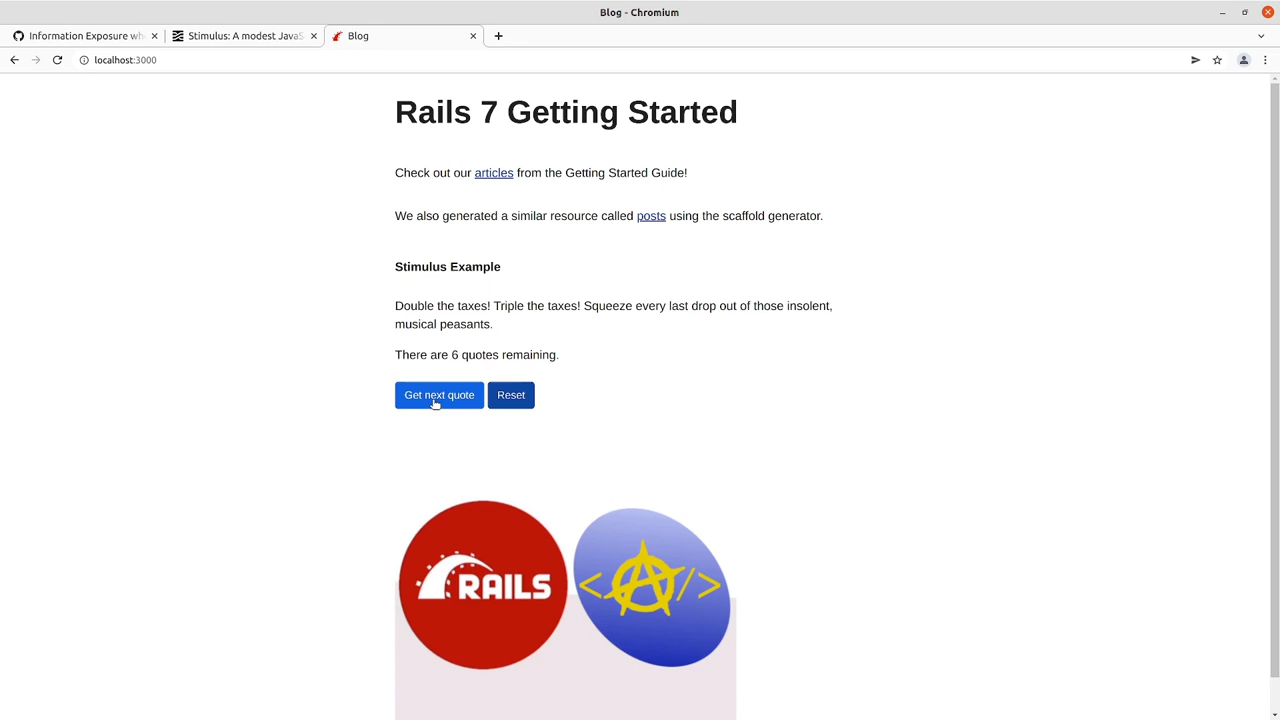 Blog - Chromium
Information Exposure wh
Stimulus: A modest JavaS
Blog
localhost:3000
Rails 7 Getting Started
Check out our articles from the Getting Started Guide!
We also generated a similar resource called posts using the scaffold generator.
Stimulus Example
Double the taxes! Triple the taxes! Squeeze every last drop out of those insolent,
musical peasants.
There are 6 quotes remaining.
Get next quote
Reset
RAILS
<A/>